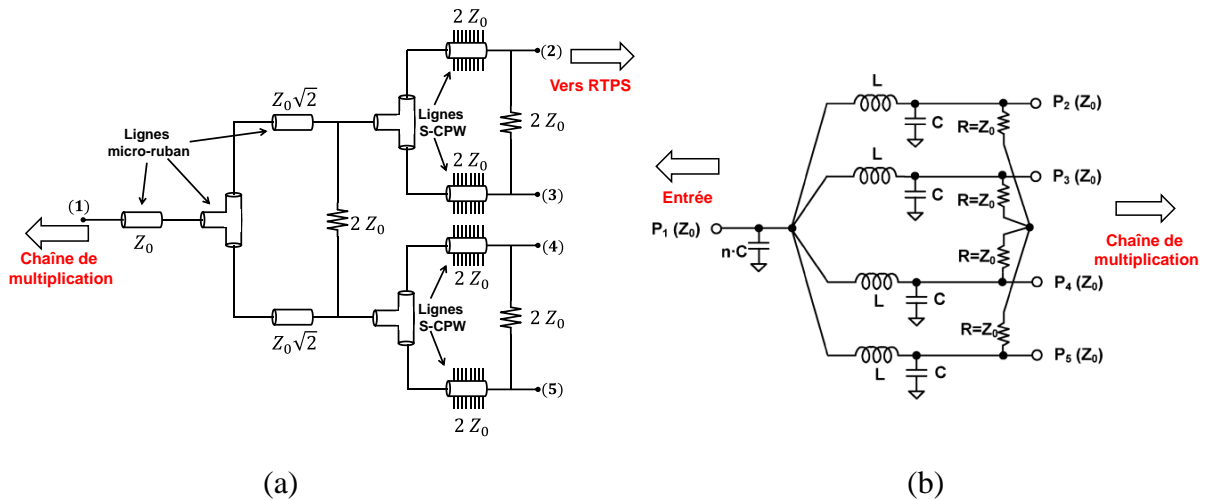 2 Z₀
(2)
Vers RTPS
Z₀√2
Lignes
S-CPW
2 Z₀
Lignes
micro-ruban
2 Z₀
(3)
(1)
Z₀
2 Z₀
Chaîne de
multiplication
(4)
2 Z₀
Lignes
S-CPW
2 Z₀
Z₀√2
(5)
2 Z₀
(a)
L
P₂ (Z₀)
C
R=Z₀
L
P₃ (Z₀)
C
R=Z₀
Entrée
P₁ (Z₀)
n·C
R=Z₀
Chaîne de
multiplication
L
C
P₄ (Z₀)
R=Z₀
L
C
P₅ (Z₀)
(b)